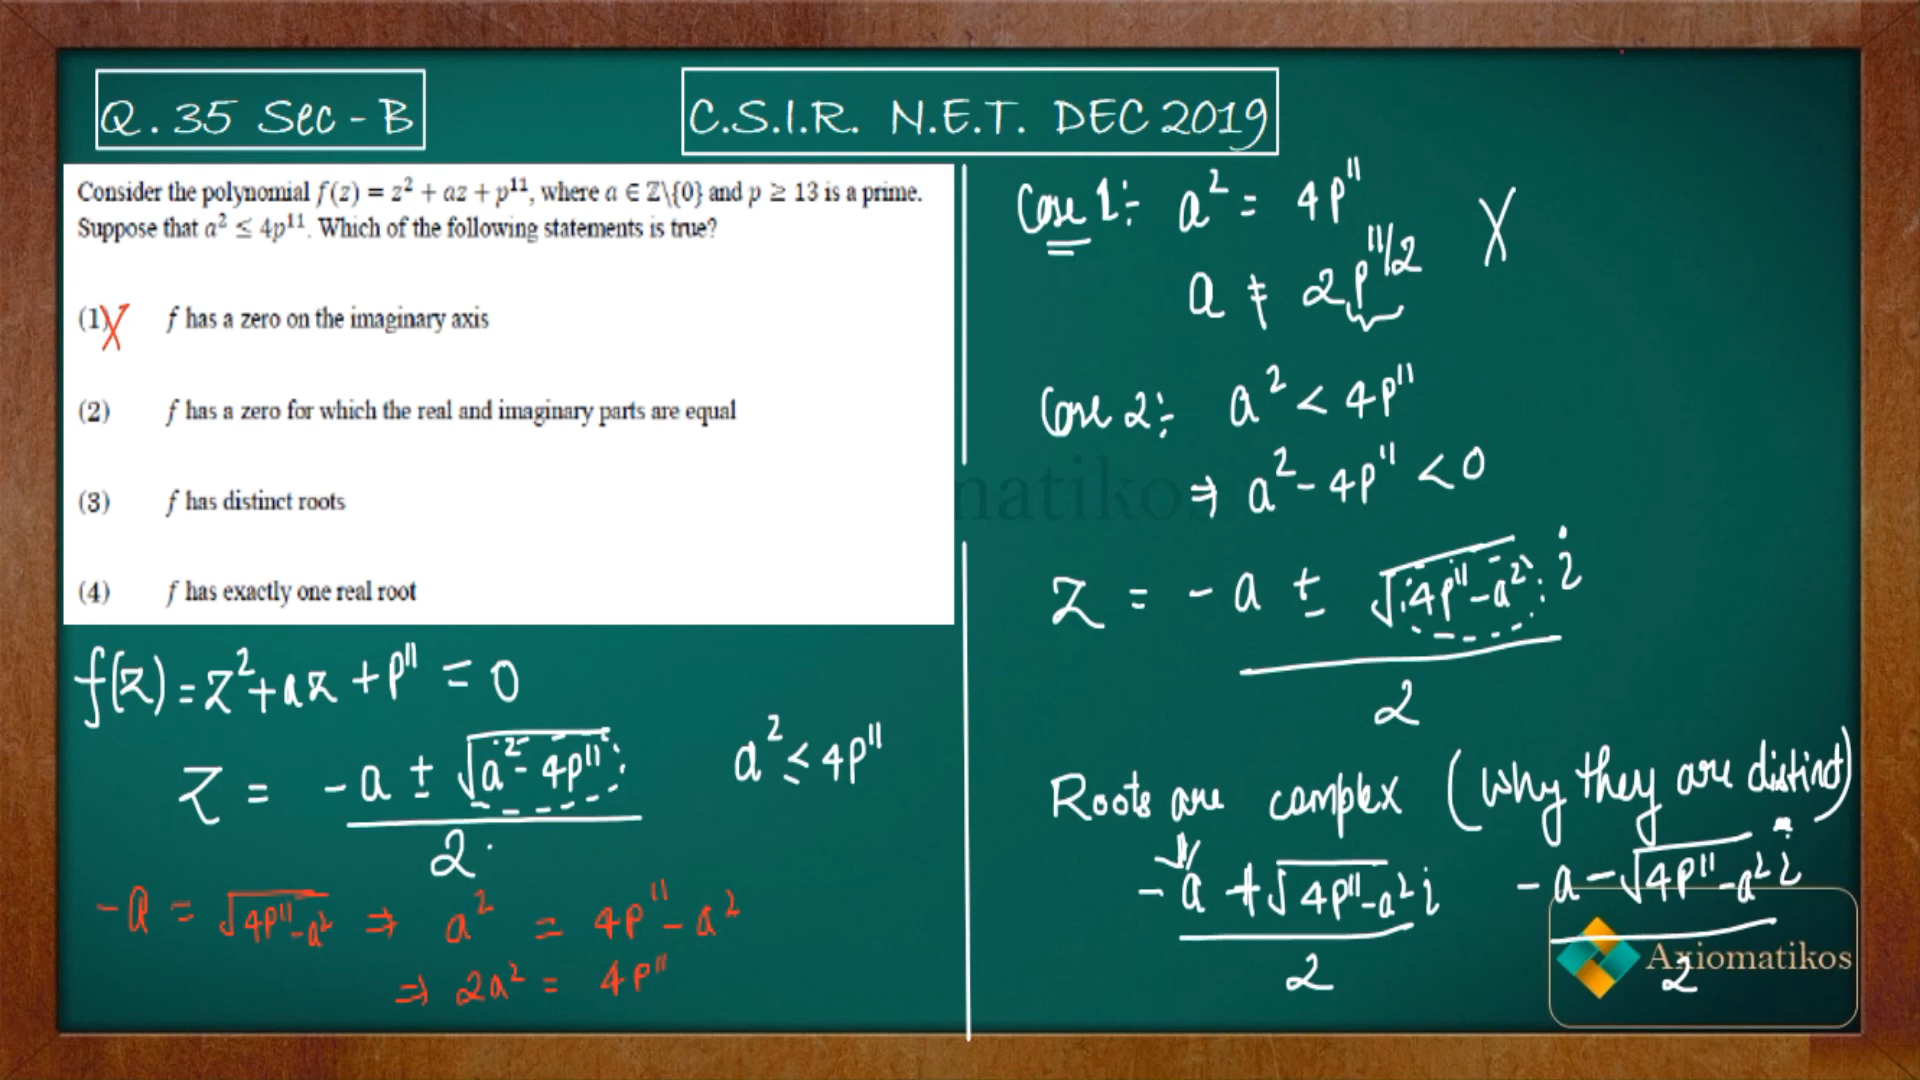 Q. 35 Sec - B
C.S.I.R. N.E.T. DEC 2019
Consider the polynomial f(z) = z² + az + p¹¹, where a ∈ ℤ\{0} and p ≥ 13 is a prime.
Suppose that a² ≤ 4p¹¹. Which of the following statements is true?
(1) X f has a zero on the imaginary axis
(2) f has a zero for which the real and imaginary parts are equal
(3) f has distinct roots
(4) f has exactly one real root
f(z) = z² + az + p¹¹ = 0
z = (-a ± √(a² - 4p¹¹)) / 2
a² ≤ 4p¹¹
-a = √(4p¹¹ - a²) ⇒ a² = 4p¹¹ - a²
⇒ 2a² = 4p¹¹
Case 1:- a² = 4p¹¹ X
a ≠ 2p^(11/2)
Case 2:- a² < 4p¹¹
⇒ a² - 4p¹¹ < 0
z = -a ± √(4p¹¹ - a²) i / 2
Roots are complex (Why they are distinct)
(-a + √(4p¹¹ - a²) i) / 2 (-a - √(4p¹¹ - a²) i) / 2
Axiomatikos